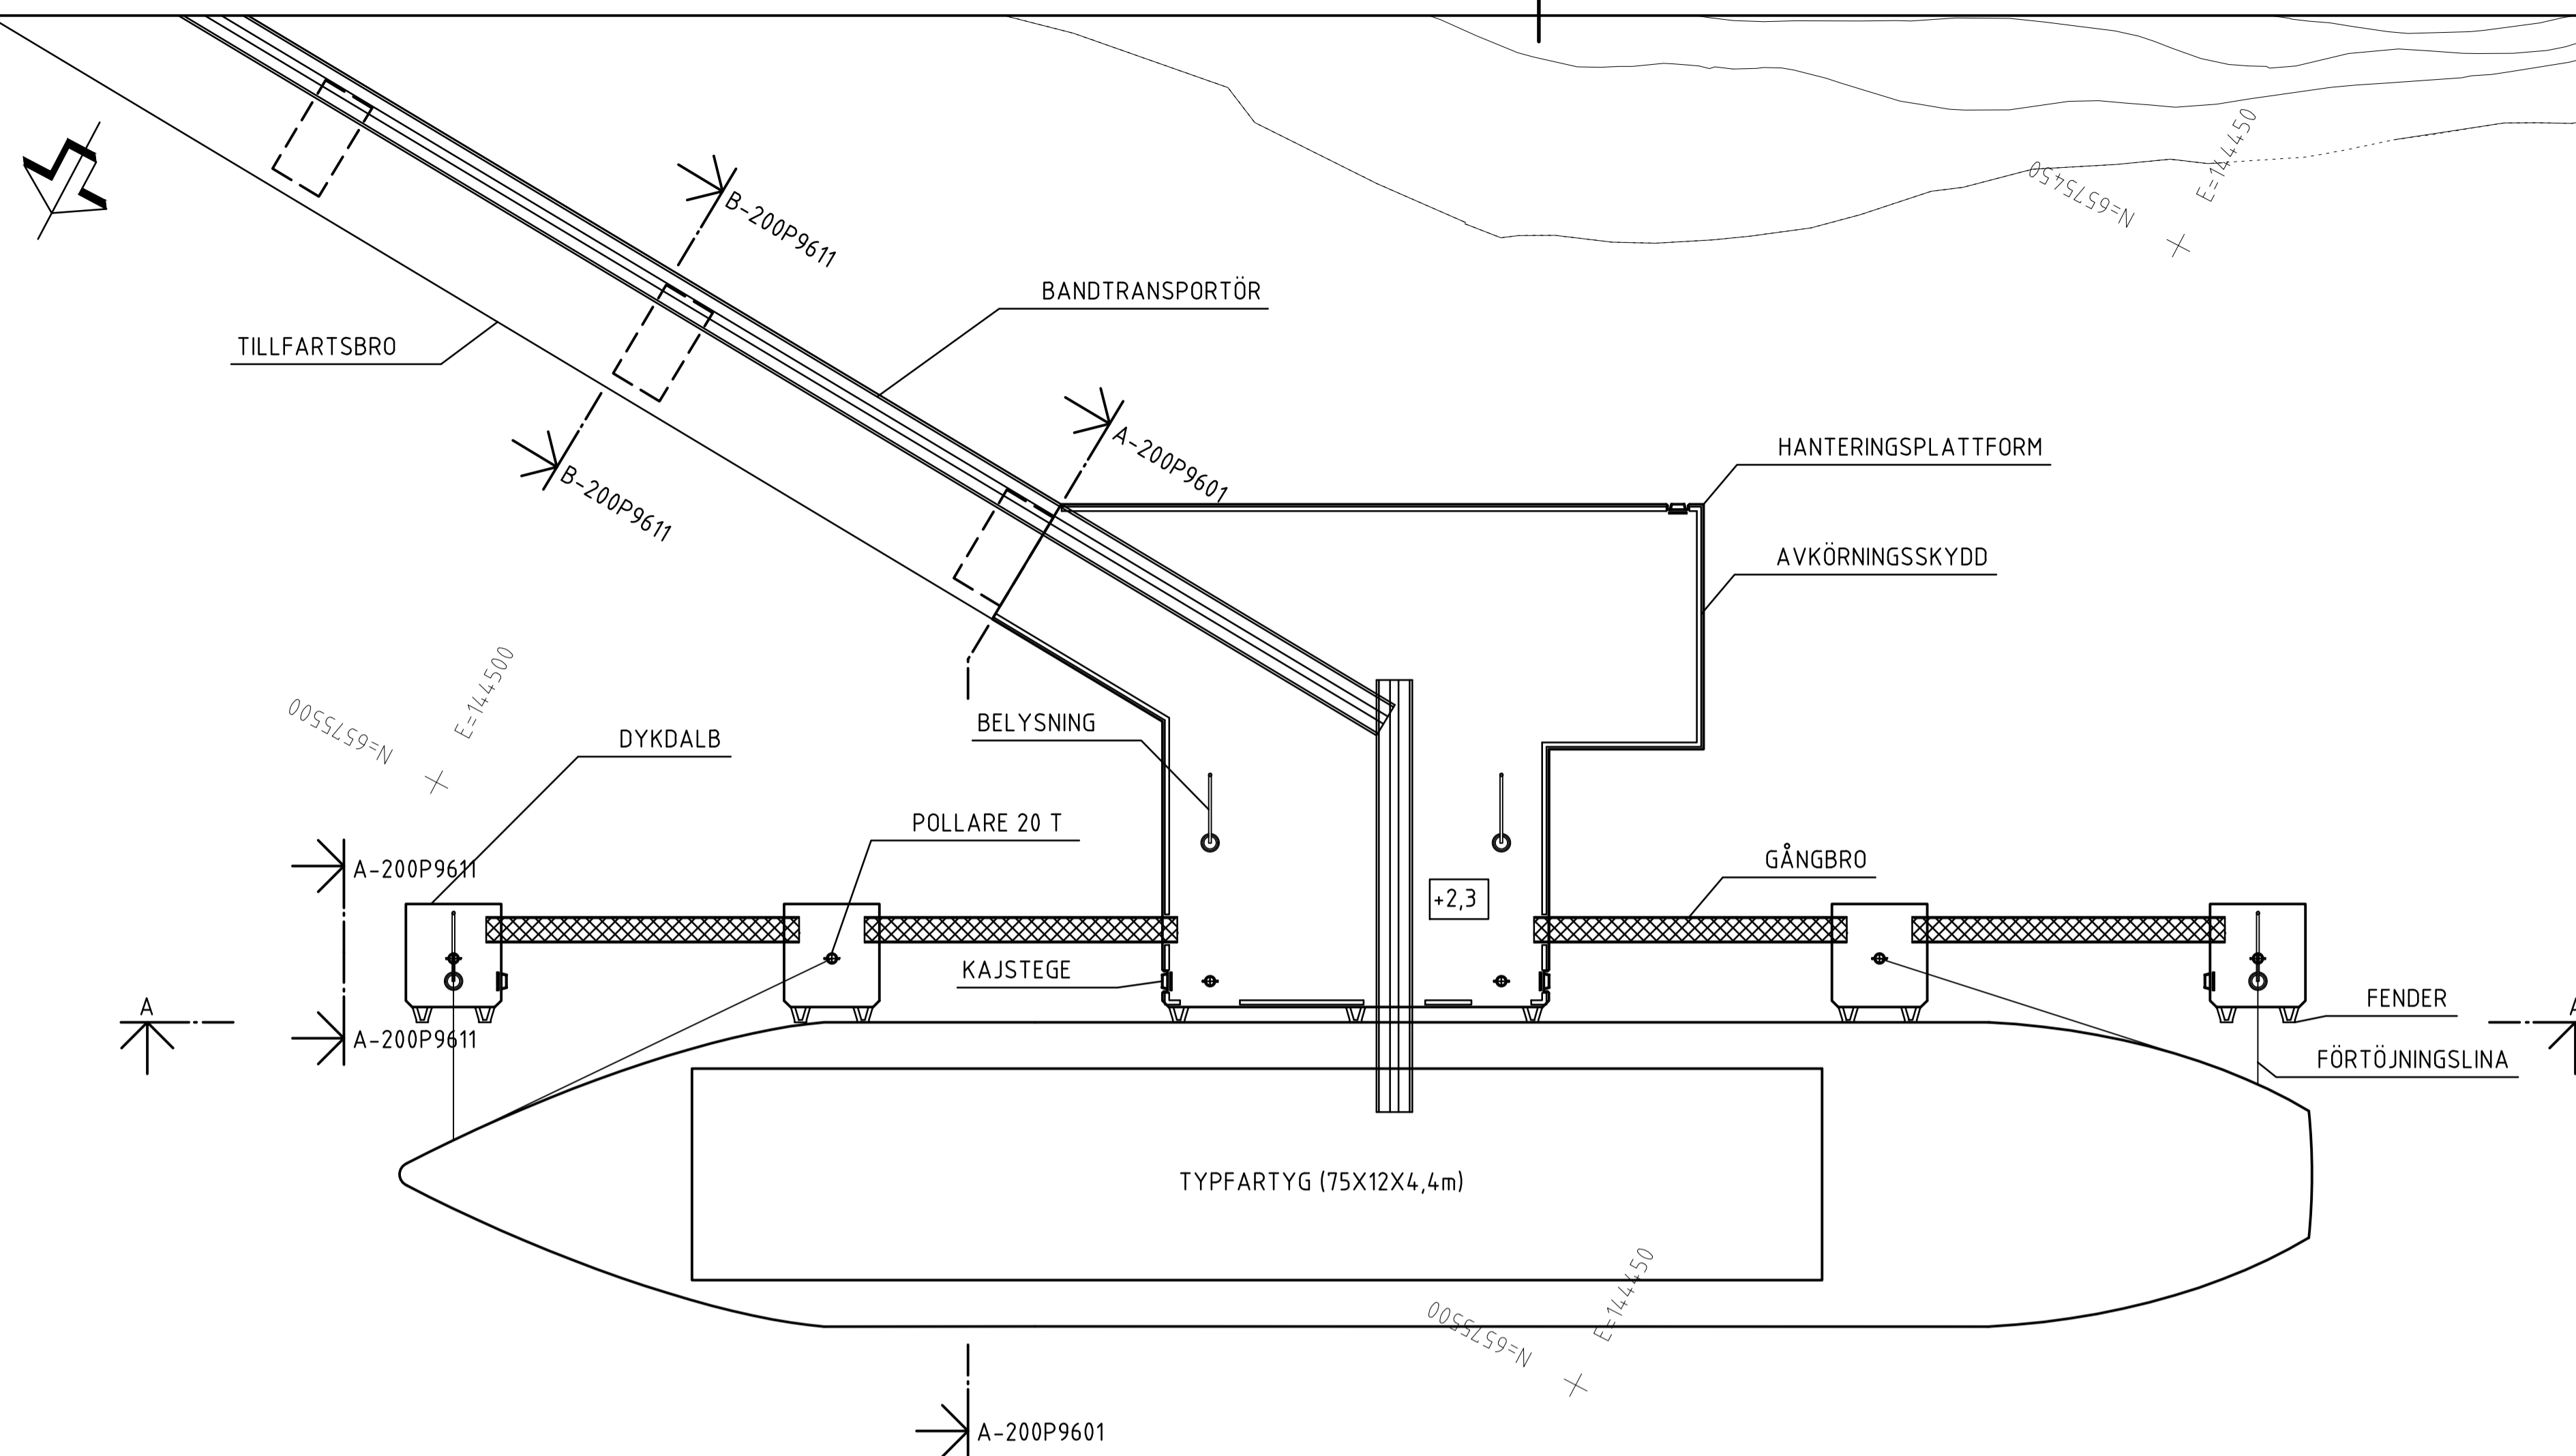 E=144450
N=6575450
B-200P9611
BANDTRANSPORTÖR
TILLFARTSBRO
A-200P9601
HANTERINGSPLATTFORM
B-200P9611
AVKÖRNINGSSKYDD
E=144500
N=6575500
BELYSNING
DYKDALB
POLLARE 20 T
GÅNGBRO
A-200P9611
+2,3
KAJSTEGE
A
FENDER
A
A-200P9611
FÖRTÖJNINGSLINA
TYPFARTYG (75X12X4,4m)
E=144450
N=6575500
A-200P9601